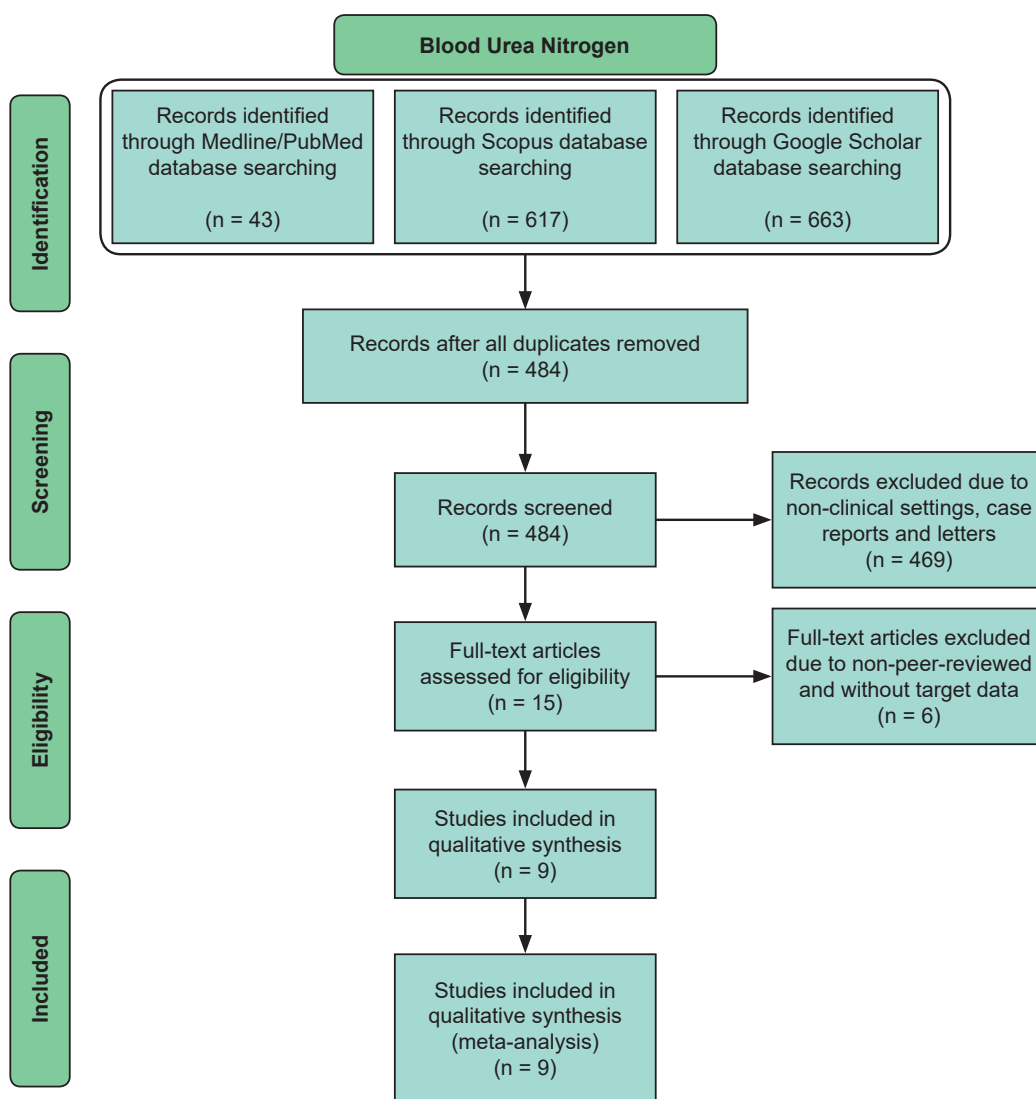 Blood Urea Nitrogen
Identification
Records identified
through Medline/PubMed
database searching
(n = 43)
Records identified
through Scopus database
searching
(n = 617)
Records identified
through Google Scholar
database searching
(n = 663)
Records after all duplicates removed
(n = 484)
Screening
Records screened
(n = 484)
Records excluded due to
non-clinical settings, case
reports and letters
(n = 469)
Eligibility
Full-text articles
assessed for eligibility
(n = 15)
Full-text articles excluded
due to non-peer-reviewed
and without target data
(n = 6)
Studies included in
qualitative synthesis
(n = 9)
Included
Studies included in
qualitative synthesis
(meta-analysis)
(n = 9)